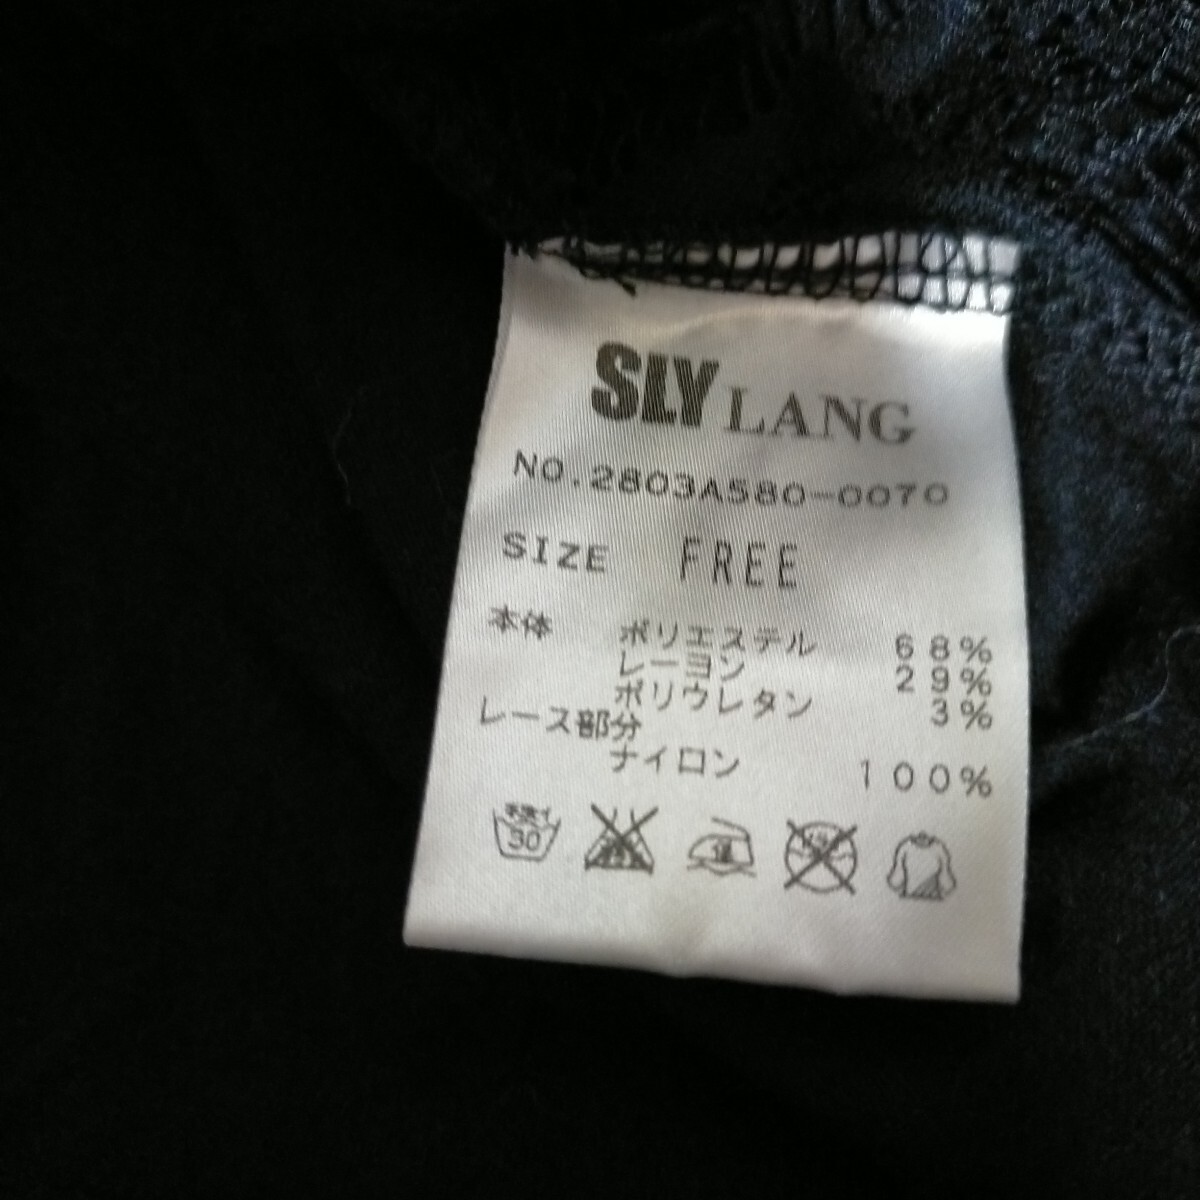 SLY LANG
NO.2803A580-0070
SIZE FREE
本体 ポリエステル 68%
レーヨン 29%
ポリウレタン 3%
レース部分
ナイロン 100%
30